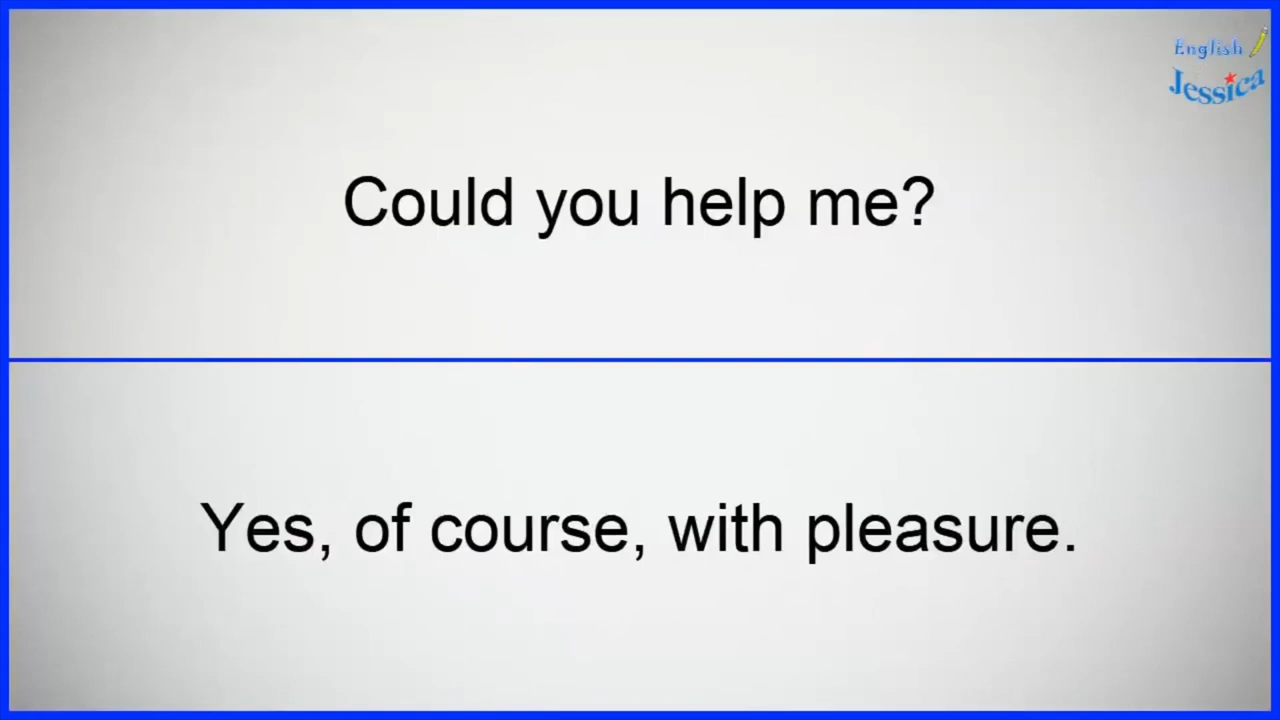 English
Jessica
Could you help me?
Yes, of course, with pleasure.